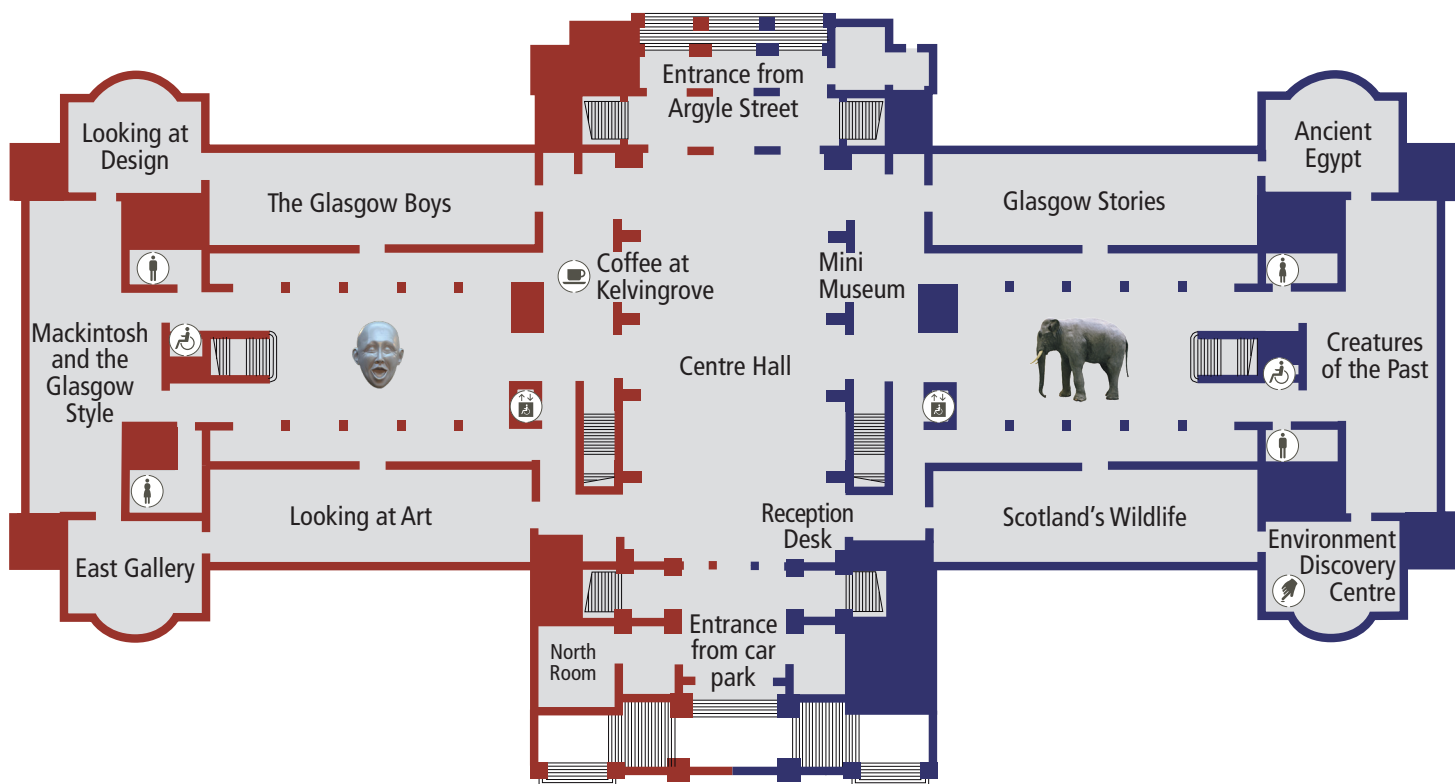 Entrance from
Argyle Street
Looking at
Design
Ancient
Egypt
The Glasgow Boys
Glasgow Stories
Coffee at
Kelvingrove
Mini
Museum
Mackintosh
and the
Glasgow
Style
Centre Hall
Creatures
of the Past
Looking at Art
Reception
Desk
Scotland's Wildlife
East Gallery
Environment
Discovery
Centre
North
Room
Entrance
from car
park